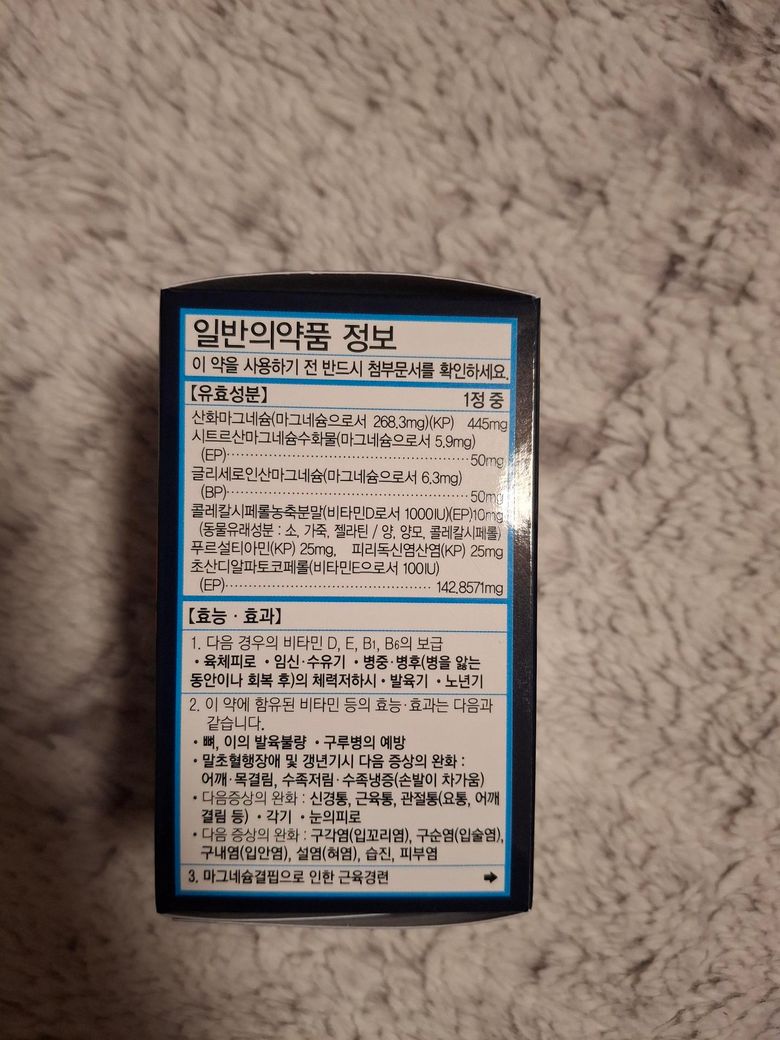 일반의약품 정보
이 약을 사용하기 전 반드시 첨부문서를 확인하세요.
【유효성분】 1정 중
산화마그네슘(마그네슘으로서 268.3mg)(KP) 445mg
시트르산마그네슘수화물(마그네슘으로서 5.9mg)
(EP)·······································50mg
글리세로인산마그네슘(마그네슘으로서 6.3mg)
(BP)·······································50mg
콜레칼시페롤농축분말(비타민D로서 1000IU)(EP)10mg
(동물유래성분 : 소, 가죽, 젤라틴 / 양, 양모, 콜레칼시페롤)
푸르설티아민(KP) 25mg, 피리독신염산염(KP) 25mg
초산디알파토코페롤(비타민E으로서 100IU)
(EP)·································142.8571mg
【효능 · 효과】
1. 다음 경우의 비타민 D, E, B1, B6의 보급
• 육체피로 • 임신·수유기 • 병중·병후(병을 앓는
동안이나 회복 후)의 체력저하시 • 발육기 • 노년기
2. 이 약에 함유된 비타민 등의 효능·효과는 다음과
같습니다.
• 뼈, 이의 발육불량 • 구루병의 예방
• 말초혈행장애 및 갱년기시 다음 증상의 완화 :
어깨·목결림, 수족저림·수족냉증(손발이 차가움)
• 다음증상의 완화 : 신경통, 근육통, 관절통(요통, 어깨
결림 등) • 각기 • 눈의피로
• 다음 증상의 완화 : 구각염(입꼬리염), 구순염(입술염),
구내염(입안염), 설염(혀염), 습진, 피부염
3. 마그네슘결핍으로 인한 근육경련